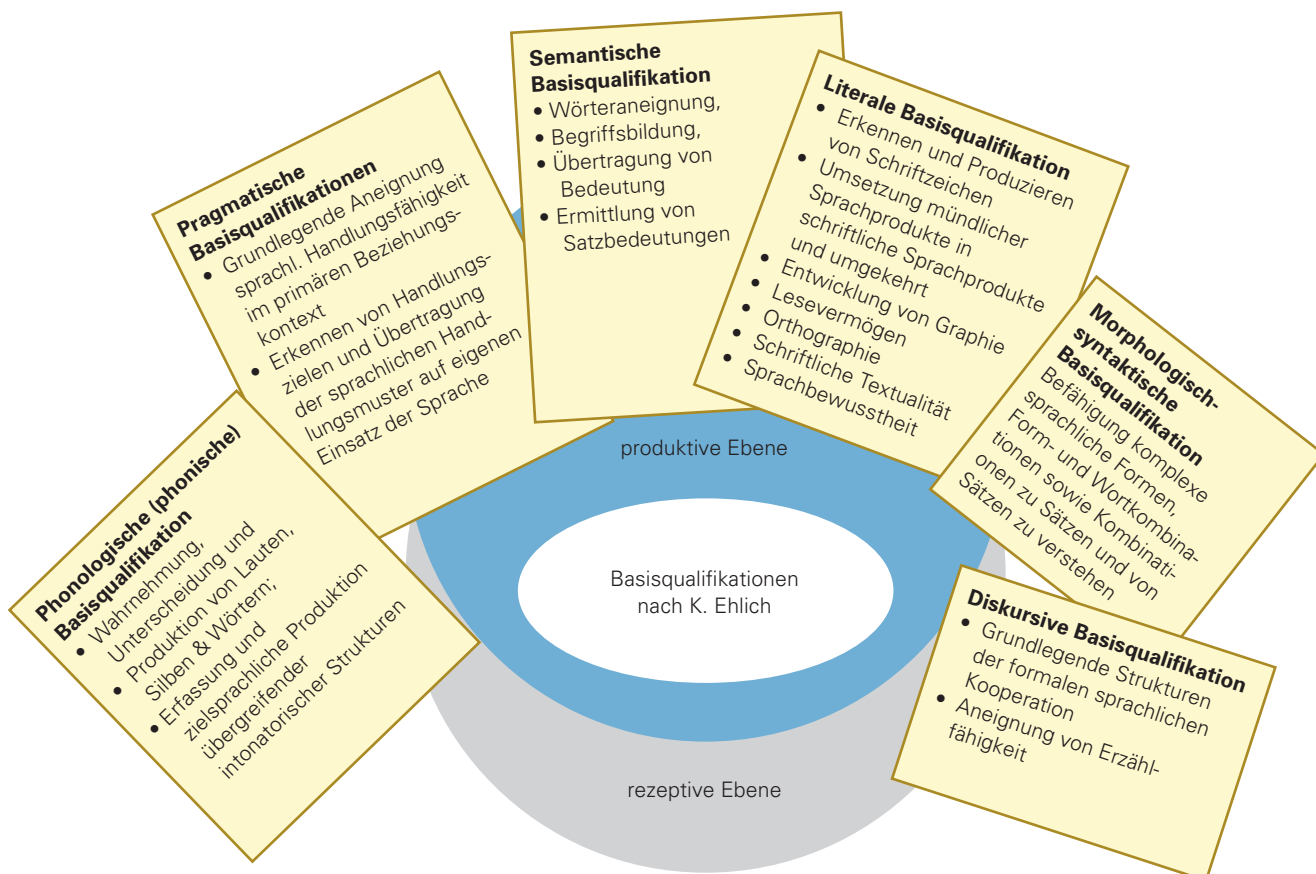 Phonologische (phonische)
Basisqualifikation
• Wahrnehmung,
Unterscheidung und
• Produktion von Lauten,
Silben & Wörtern;
• Erfassung und
zielsprachliche Produktion
übergreifender
intonatorischer Strukturen
Pragmatische
Basisqualifikationen
• Grundlegende Aneignung
sprachl. Handlungsfähigkeit
im primären Beziehungs-
kontext
• Erkennen von Handlungs-
zielen und Übertragung
der sprachlichen Hand-
lungsmuster auf eigenen
Einsatz der Sprache
Semantische
Basisqualifikation
• Wörteraneignung,
• Begriffsbildung,
• Übertragung von
Bedeutung
• Ermittlung von
Satzbedeutungen
Literale Basisqualifikation
• Erkennen und Produzieren
von Schriftzeichen
• Umsetzung mündlicher
Sprachprodukte in
schriftliche Sprachprodukte
und umgekehrt
• Entwicklung von Graphie
• Lesevermögen
• Orthographie
• Schriftliche Textualität
• Sprachbewusstheit
Morphologisch-
syntaktische
Basisqualifikation
Befähigung komplexe
sprachliche Formen,
Form- und Wortkombina-
tionen sowie Kombinati-
onen zu Sätzen und von
Sätzen zu verstehen
Diskursive Basisqualifikation
• Grundlegende Strukturen
der formalen sprachlichen
Kooperation
• Aneignung von Erzähl-
fähigkeit
produktive Ebene
Basisqualifikationen
nach K. Ehlich
rezeptive Ebene